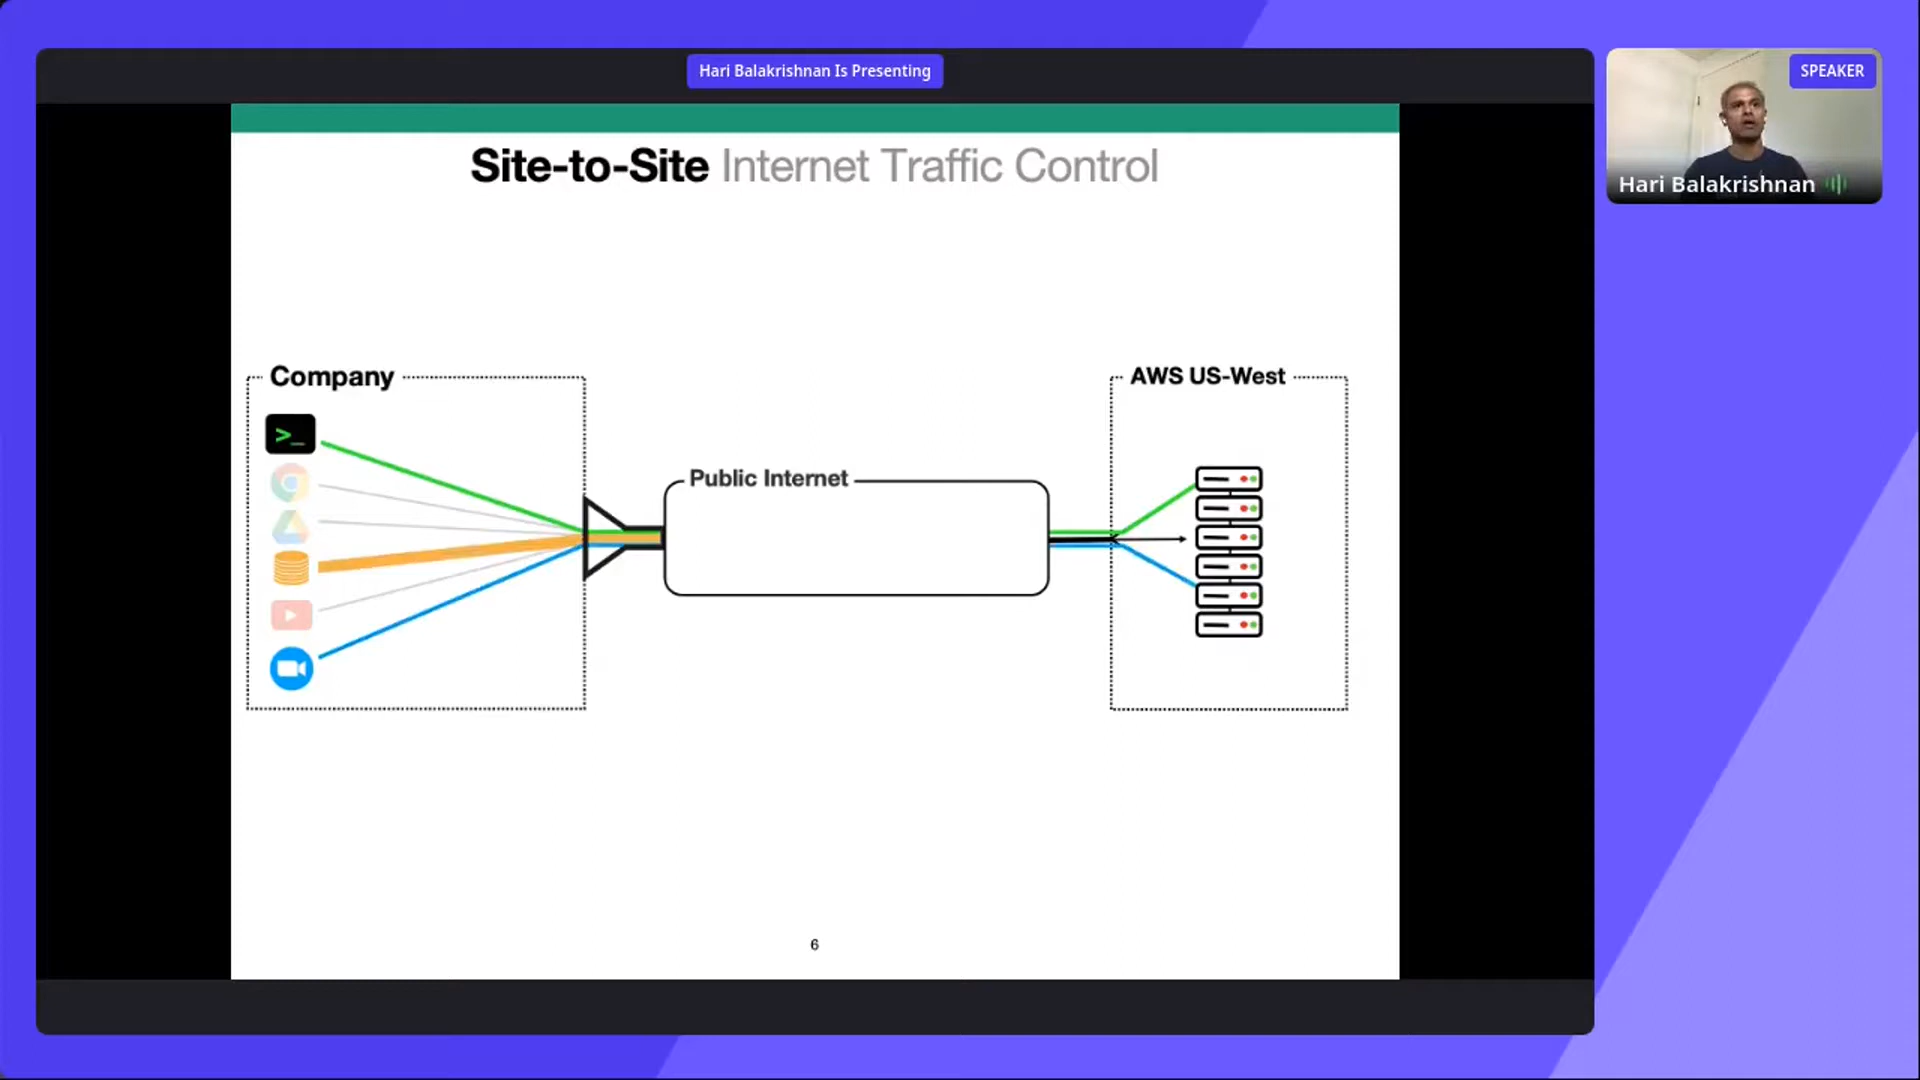 Hari Balakrishnan Is Presenting
SPEAKER
Hari Balakrishnan
Site-to-Site Internet Traffic Control
Company
>_
Public Internet
AWS US-West
6